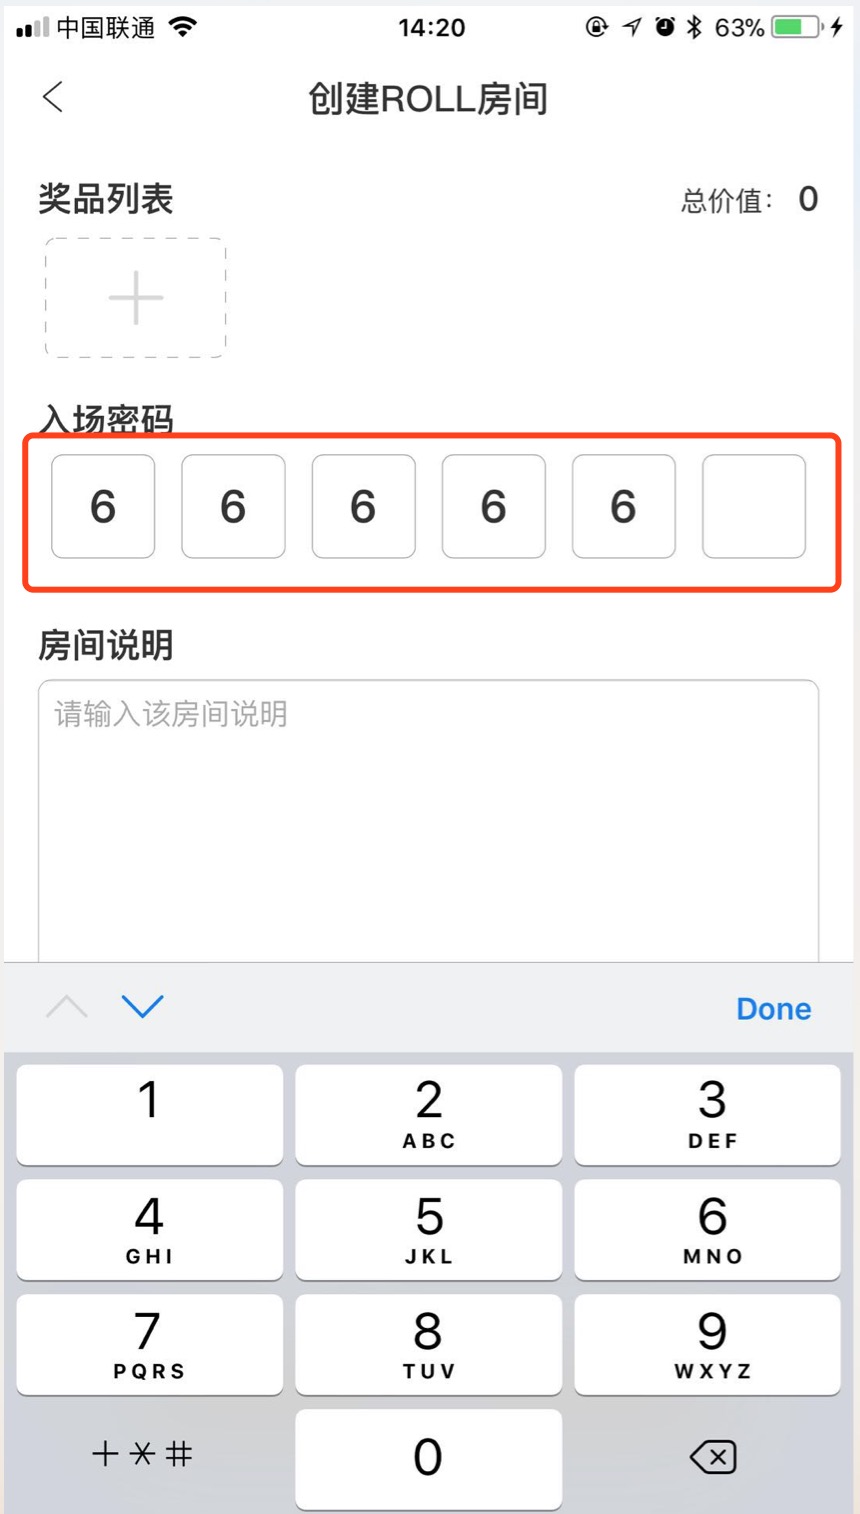 中国联通 14:20 63%
创建ROLL房间
奖品列表 总价值： 0
入场密码
6 6 6 6 6
房间说明
请输入该房间说明
Done
1 2 3
ABC DEF
4 5 6
GHI JKL MNO
7 8 9
PQRS TUV WXYZ
+*# 0